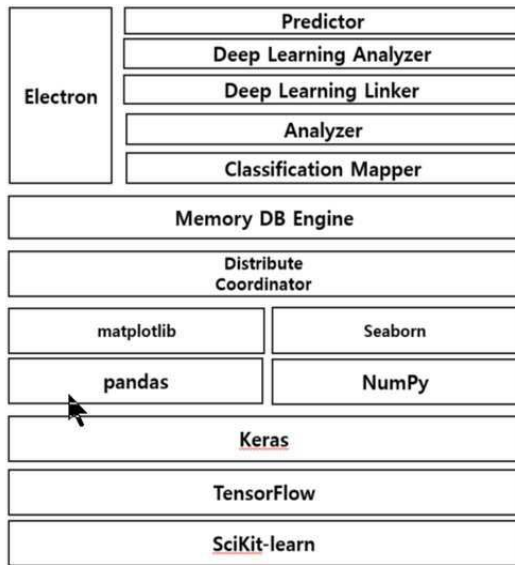 Electron
Predictor
Deep Learning Analyzer
Deep Learning Linker
Analyzer
Classification Mapper
Memory DB Engine
Distribute
Coordinator
matplotlib
Seaborn
pandas
NumPy
Keras
TensorFlow
SciKit-learn